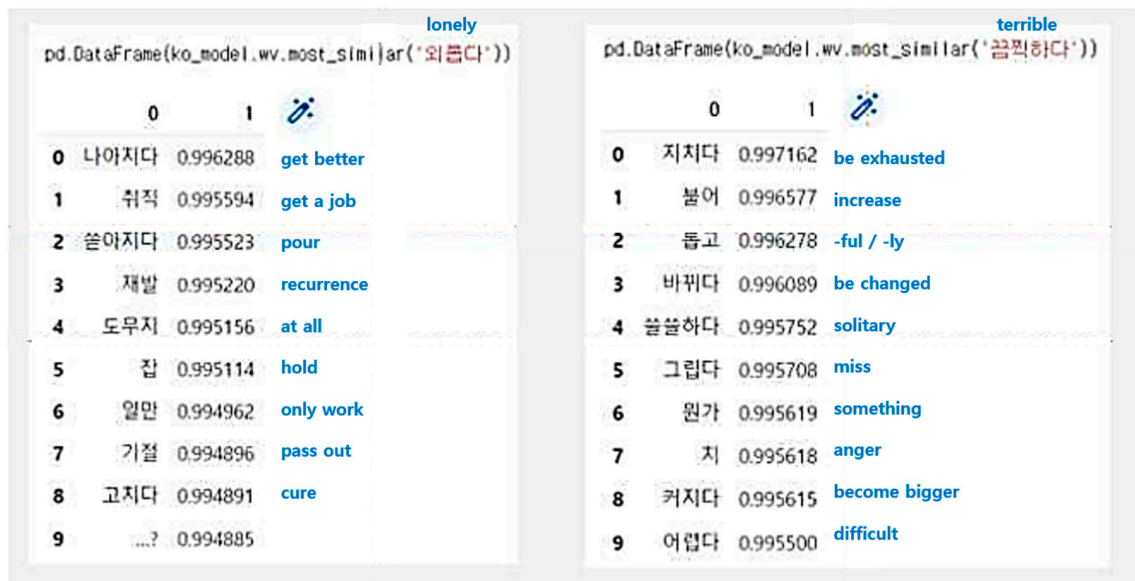 lonely
pd.DataFrame(ko_model.wv.most_similar('외롭다'))
0 1
0 나아지다 0.996288 get better
1 취직 0.995594 get a job
2 쏟아지다 0.995523 pour
3 재발 0.995220 recurrence
4 도무지 0.995156 at all
5 잡 0.995114 hold
6 일만 0.994962 only work
7 기절 0.994896 pass out
8 고치다 0.994891 cure
9 ...? 0.994885
terrible
pd.DataFrame(ko_model.wv.most_similar('끔찍하다'))
0 1
0 지치다 0.997162 be exhausted
1 붙어 0.996577 increase
2 돕고 0.996278 -ful / -ly
3 바뀌다 0.996089 be changed
4 쓸쓸하다 0.995752 solitary
5 그립다 0.995708 miss
6 뭔가 0.995619 something
7 치 0.995618 anger
8 커지다 0.995615 become bigger
9 어렵다 0.995500 difficult